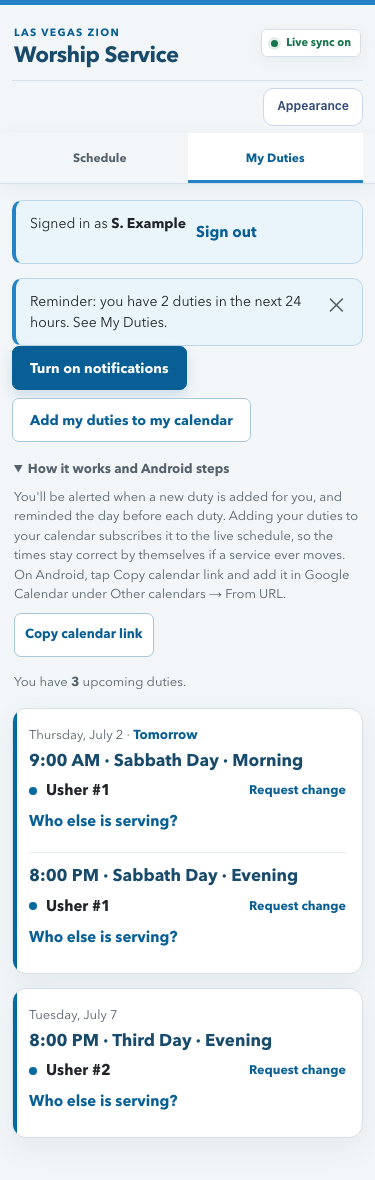 LAS VEGAS ZION
Worship Service
Live sync on
Appearance
Schedule
My Duties
Signed in as S. Example
Sign out
Reminder: you have 2 duties in the next 24
hours. See My Duties.
Turn on notifications
Add my duties to my calendar
▼ How it works and Android steps
You'll be alerted when a new duty is added for you, and
reminded the day before each duty. Adding your duties to
your calendar subscribes it to the live schedule, so the
times stay correct by themselves if a service ever moves.
On Android, tap Copy calendar link and add it in Google
Calendar under Other calendars → From URL.
Copy calendar link
You have 3 upcoming duties.
Thursday, July 2 · Tomorrow
9:00 AM · Sabbath Day · Morning
Usher #1
Request change
Who else is serving?
8:00 PM · Sabbath Day · Evening
Usher #1
Request change
Who else is serving?
Tuesday, July 7
8:00 PM · Third Day · Evening
Usher #2
Request change
Who else is serving?